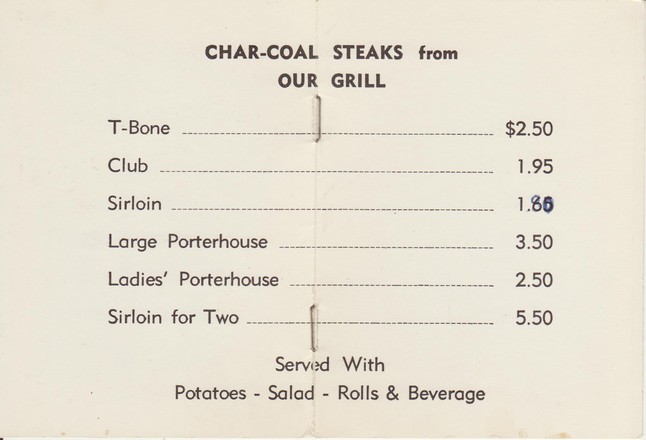 CHAR-COAL STEAKS from
OUR GRILL
T-Bone $2.50
Club 1.95
Sirloin
Large Porterhouse 3.50
Ladies' Porterhouse 2.50
Sirloin for Two 5.50
Served With
Potatoes - Salad - Rolls & Beverage